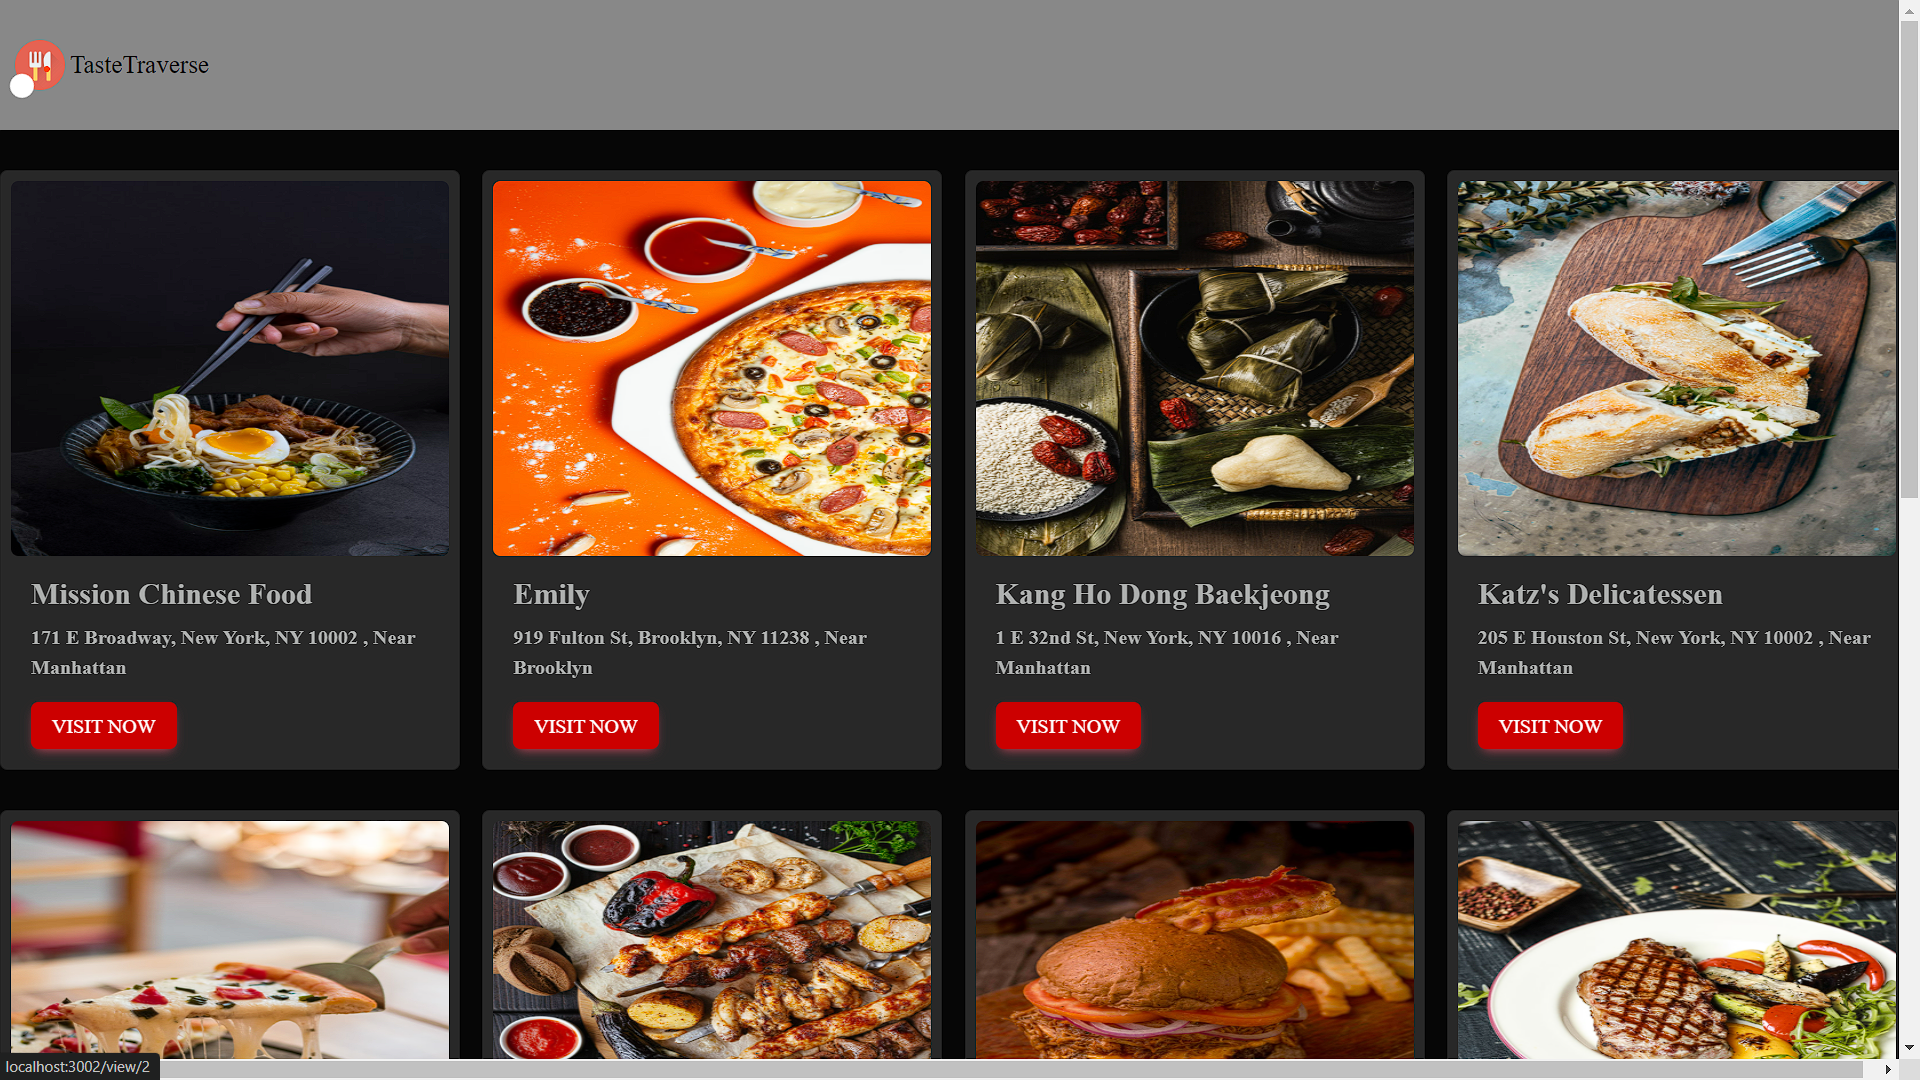 TasteTraverse
Mission Chinese Food
171 E Broadway, New York, NY 10002 , Near
Manhattan
VISIT NOW
Emily
919 Fulton St, Brooklyn, NY 11238 , Near
Brooklyn
VISIT NOW
Kang Ho Dong Baekjeong
1 E 32nd St, New York, NY 10016 , Near
Manhattan
VISIT NOW
Katz's Delicatessen
205 E Houston St, New York, NY 10002 , Near
Manhattan
VISIT NOW
localhost:3002/view/2